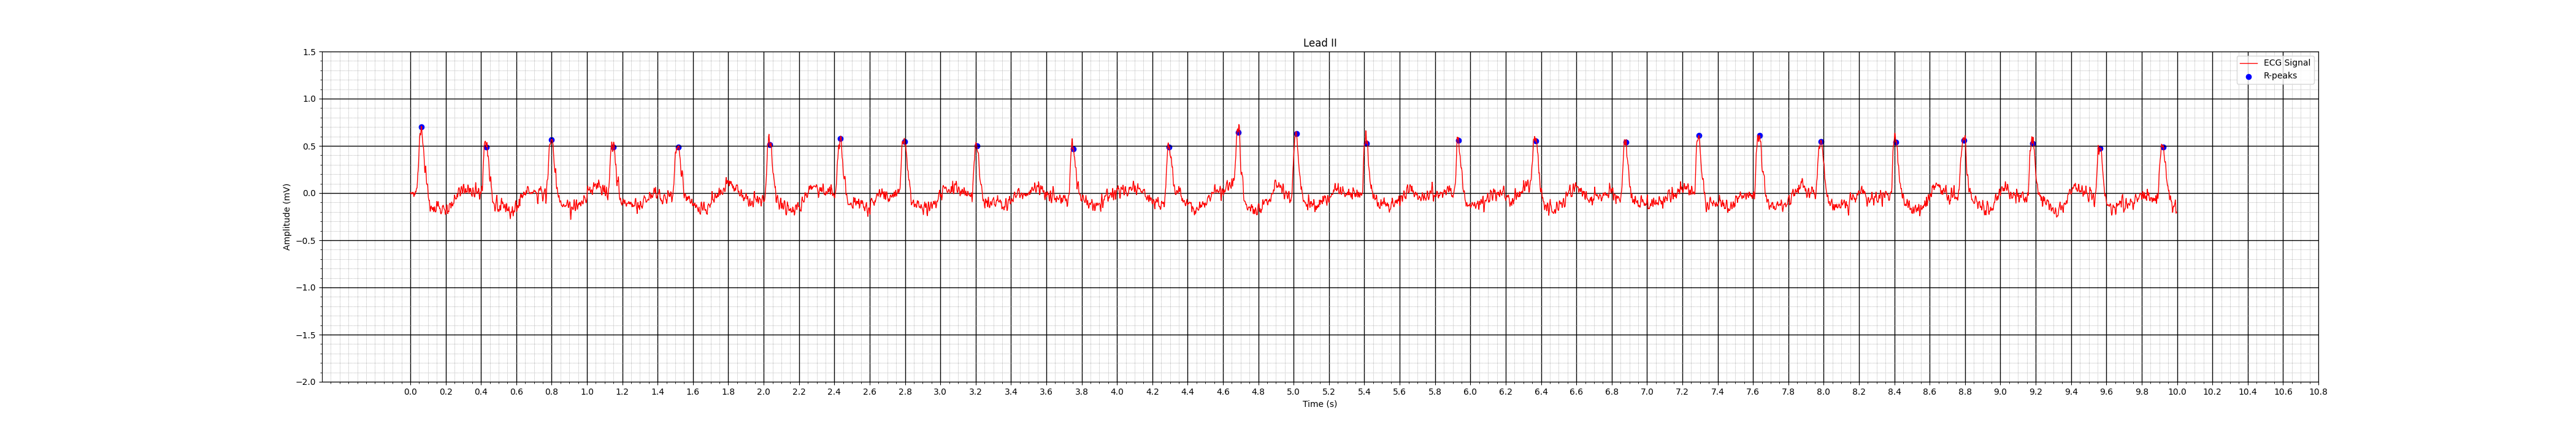 Lead II
ECG Signal
R-peaks
Amplitude (mV)
1.5
1.0
0.5
0.0
−0.5
−1.0
−1.5
−2.0
0.0 0.2 0.4 0.6 0.8 1.0 1.2 1.4 1.6 1.8 2.0 2.2 2.4 2.6 2.8 3.0 3.2 3.4 3.6 3.8 4.0 4.2 4.4 4.6 4.8 5.0 5.2 5.4 5.6 5.8 6.0 6.2 6.4 6.6 6.8 7.0 7.2 7.4 7.6 7.8 8.0 8.2 8.4 8.6 8.8 9.0 9.2 9.4 9.6 9.8 10.0 10.2 10.4 10.6 10.8
Time (s)